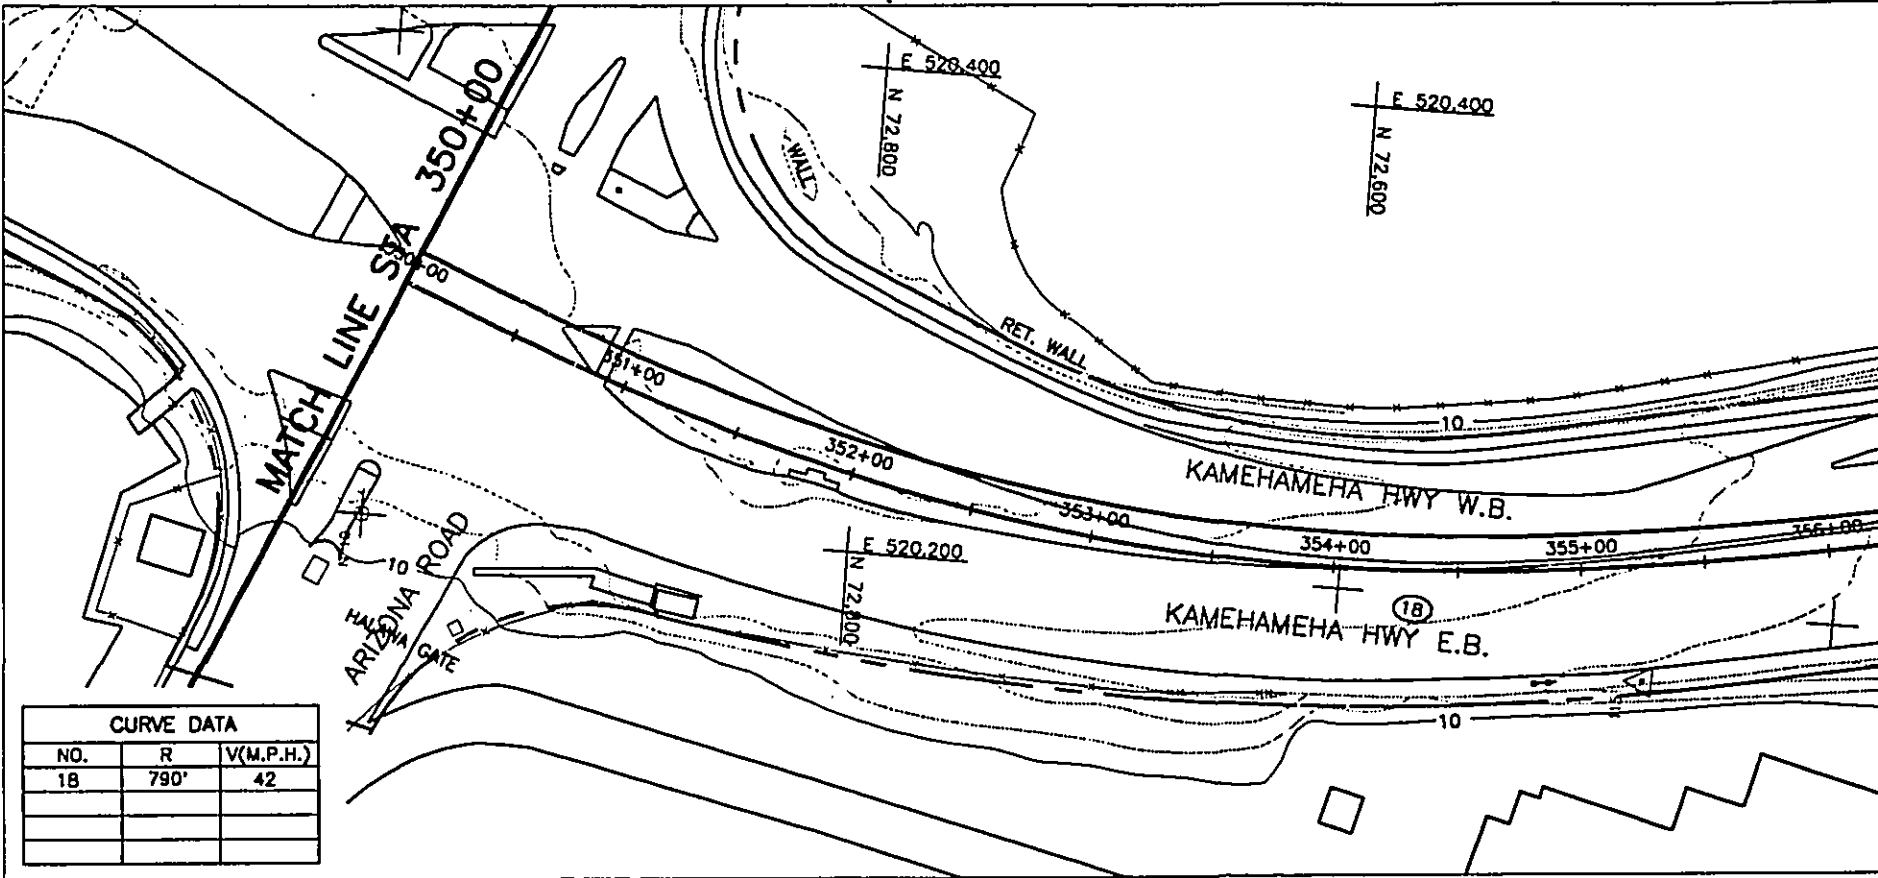 MATCH LINE STA 350+00
350+00
D
WALL
E 520,400
N 72,800
E 520,400
N 72,600
RET. WALL
351+00
352+00
353+00
354+00
355+00
356+00
10
KAMEHAMEHA HWY W.B.
E 520,200
N 72,800
18
KAMEHAMEHA HWY E.B.
10
10
ARIZONA ROAD
HALAWA GATE
CURVE DATA
NO. R V(M.P.H.)
18 790' 42